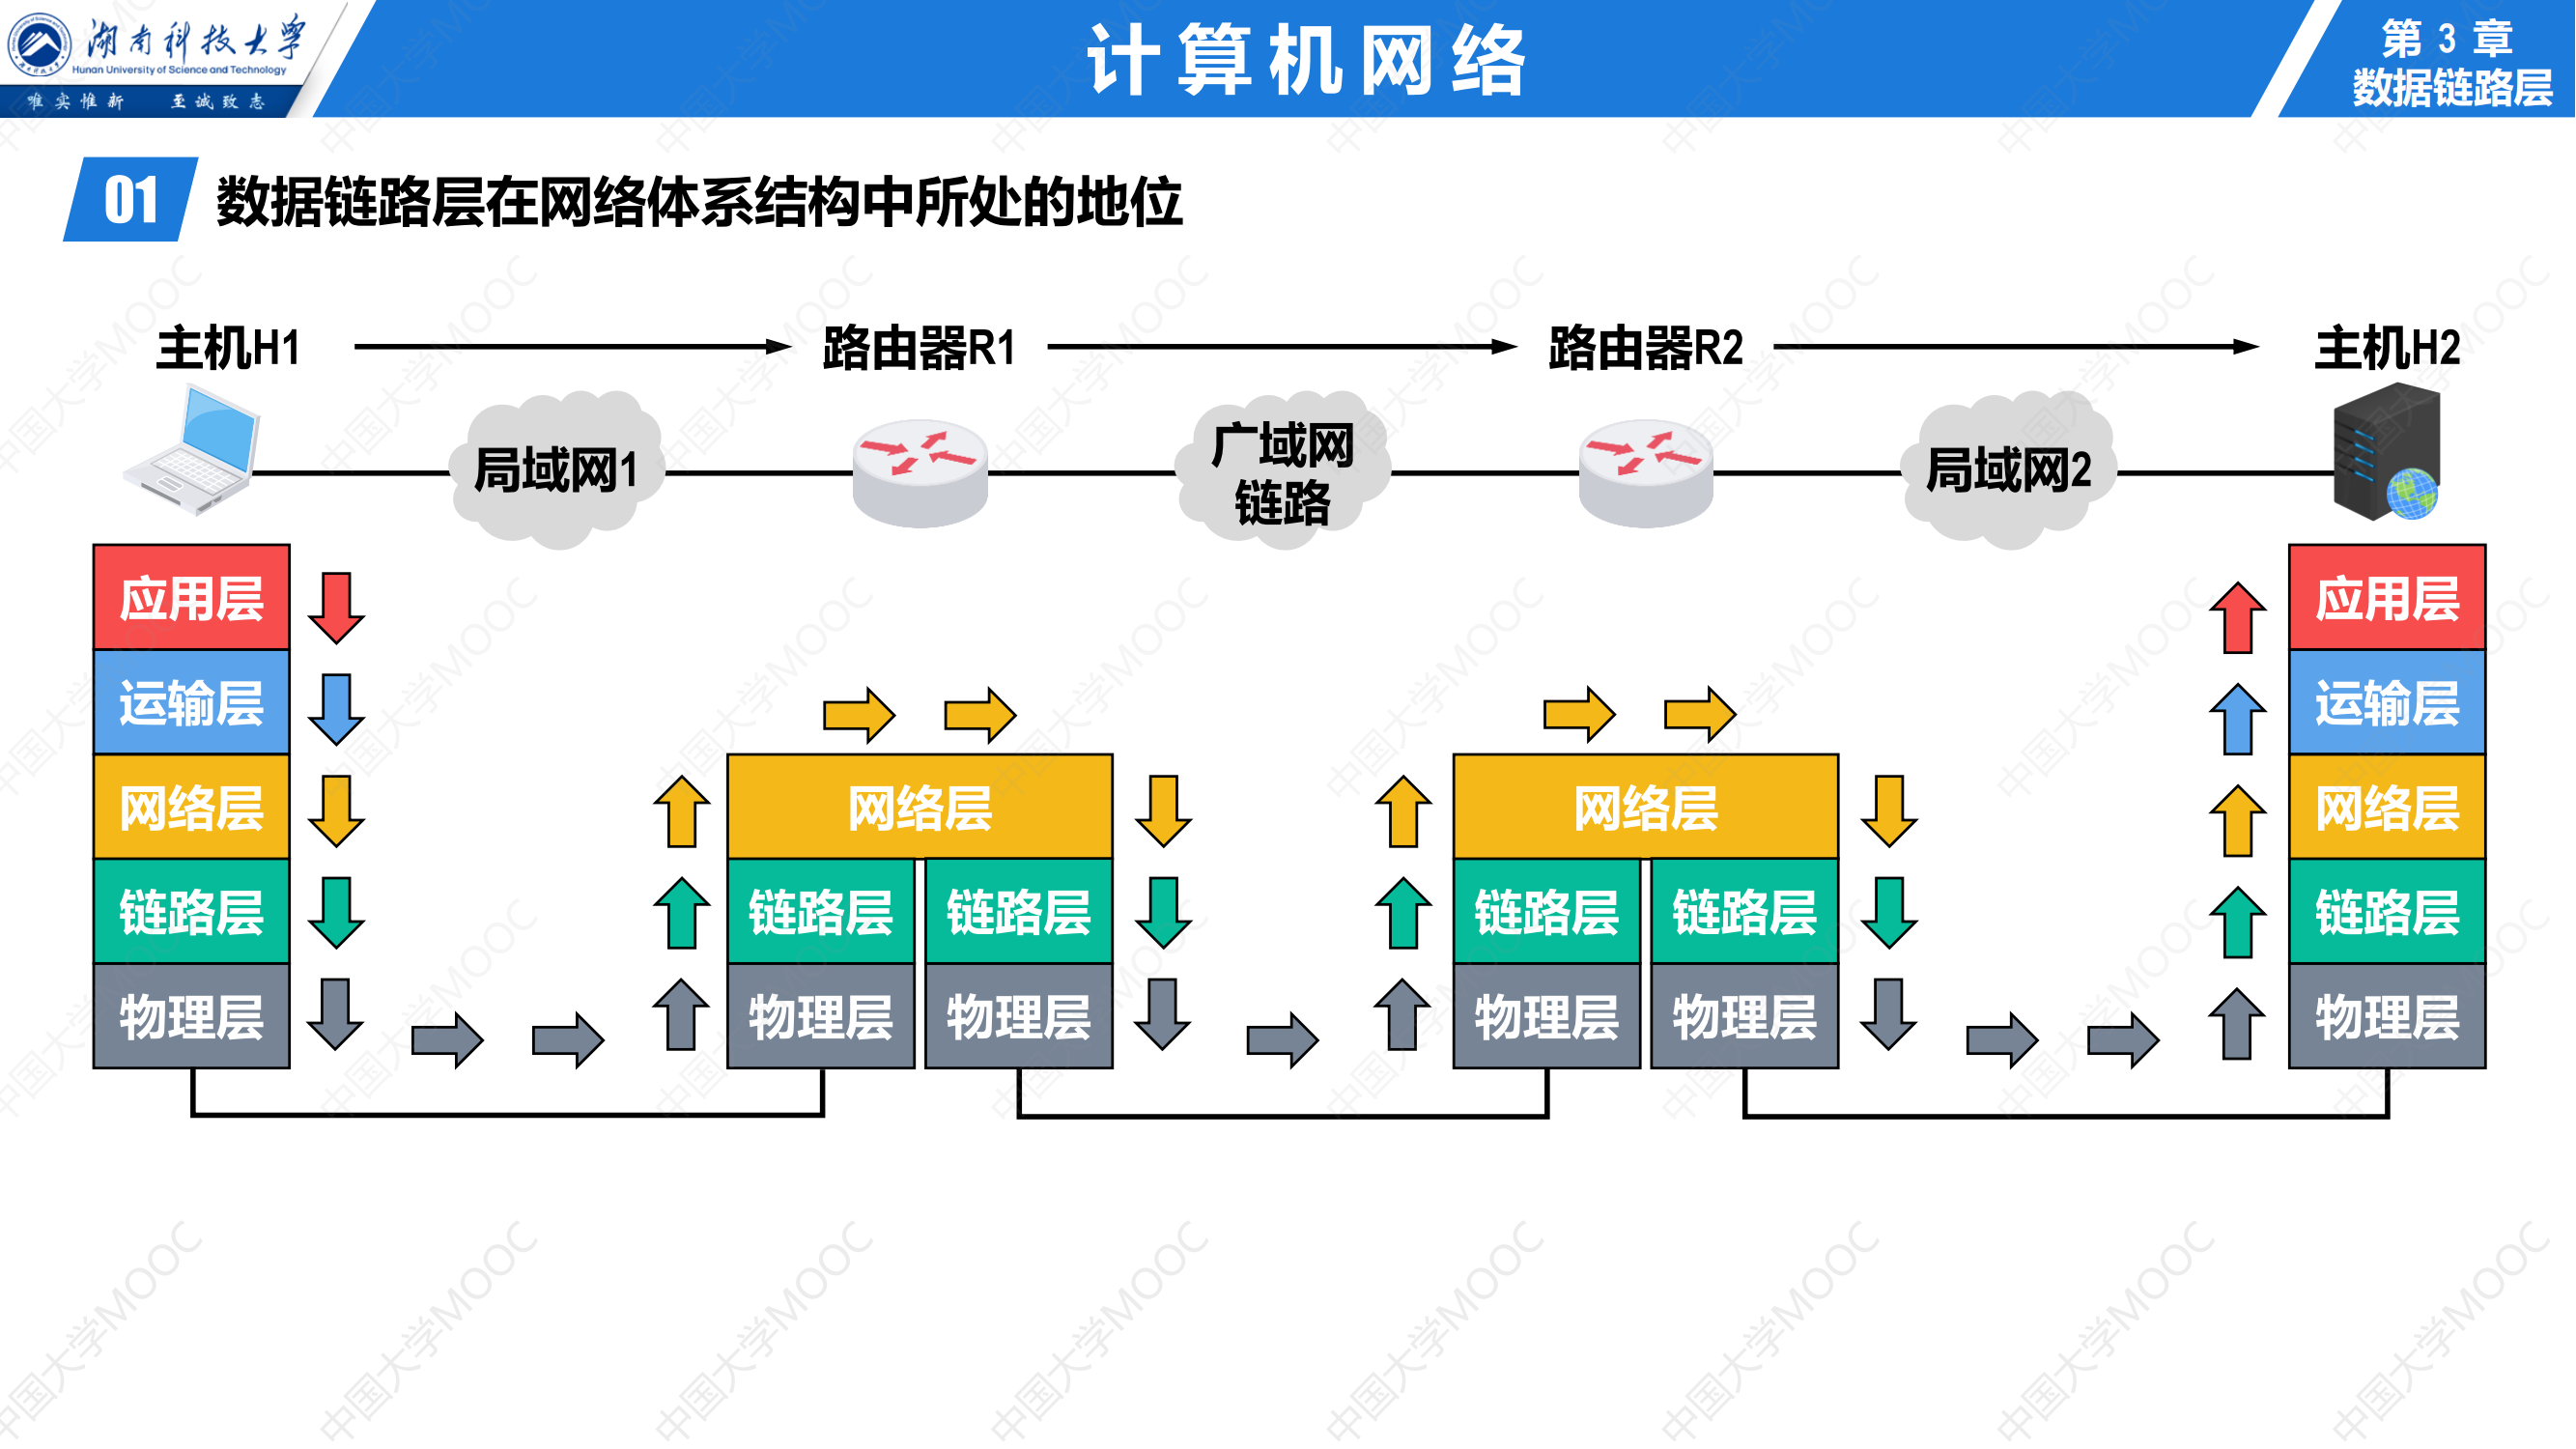 湖南科技大学
Hunan University of Science and Technology
唯实惟新 至诚致志
计算机网络
第 3 章
数据链路层
01 数据链路层在网络体系结构中所处的地位
主机H1 路由器R1 路由器R2 主机H2
局域网1 广域网 局域网2
链路
应用层 应用层
运输层 运输层
网络层 网络层 网络层 网络层
链路层 链路层 链路层 链路层 链路层 链路层
物理层 物理层 物理层 物理层 物理层 物理层
中国大学MOOC